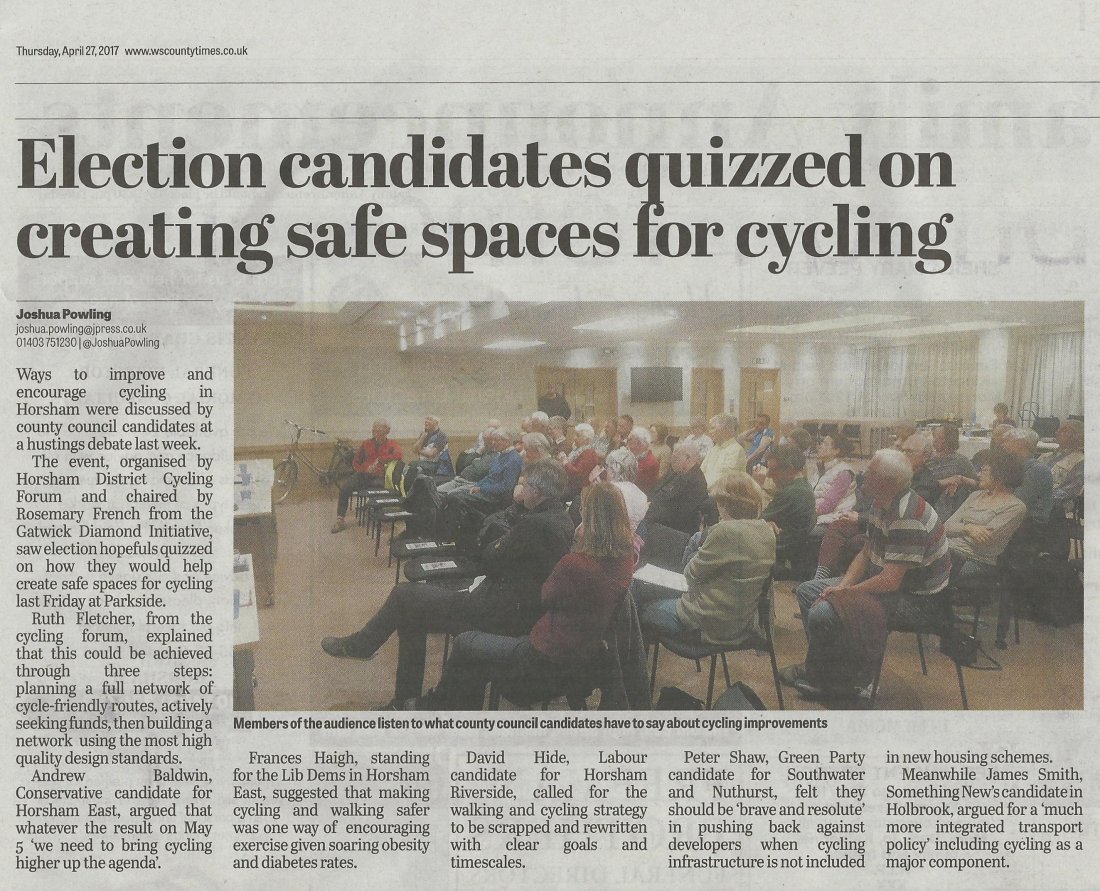 Thursday, April 27, 2017 www.wscountytimes.co.uk
Election candidates quizzed on
creating safe spaces for cycling
Joshua Powling
joshua.powling@jpress.co.uk
01403 751230 | @JoshuaPowling
Ways to improve and
encourage cycling in
Horsham were discussed by
county council candidates at
a hustings debate last week.
The event, organised by
Horsham District Cycling
Forum and chaired by
Rosemary French from the
Gatwick Diamond Initiative,
saw election hopefuls quizzed
on how they would help
create safe spaces for cycling
last Friday at Parkside.
Ruth Fletcher, from the
cycling forum, explained
that this could be achieved
through three steps:
planning a full network of
cycle-friendly routes, actively
seeking funds, then building a
network using the most high
quality design standards.
Andrew Baldwin,
Conservative candidate for
Horsham East, argued that
whatever the result on May
5 ‘we need to bring cycling
higher up the agenda’.
Members of the audience listen to what county council candidates have to say about cycling improvements
Frances Haigh, standing
for the Lib Dems in Horsham
East, suggested that making
cycling and walking safer
was one way of encouraging
exercise given soaring obesity
and diabetes rates.
David Hide, Labour
candidate for Horsham
Riverside, called for the
walking and cycling strategy
to be scrapped and rewritten
with clear goals and
timescales.
Peter Shaw, Green Party
candidate for Southwater
and Nuthurst, felt they
should be ‘brave and resolute’
in pushing back against
developers when cycling
infrastructure is not included
in new housing schemes.
Meanwhile James Smith,
Something New’s candidate in
Holbrook, argued for a ‘much
more integrated transport
policy’ including cycling as a
major component.